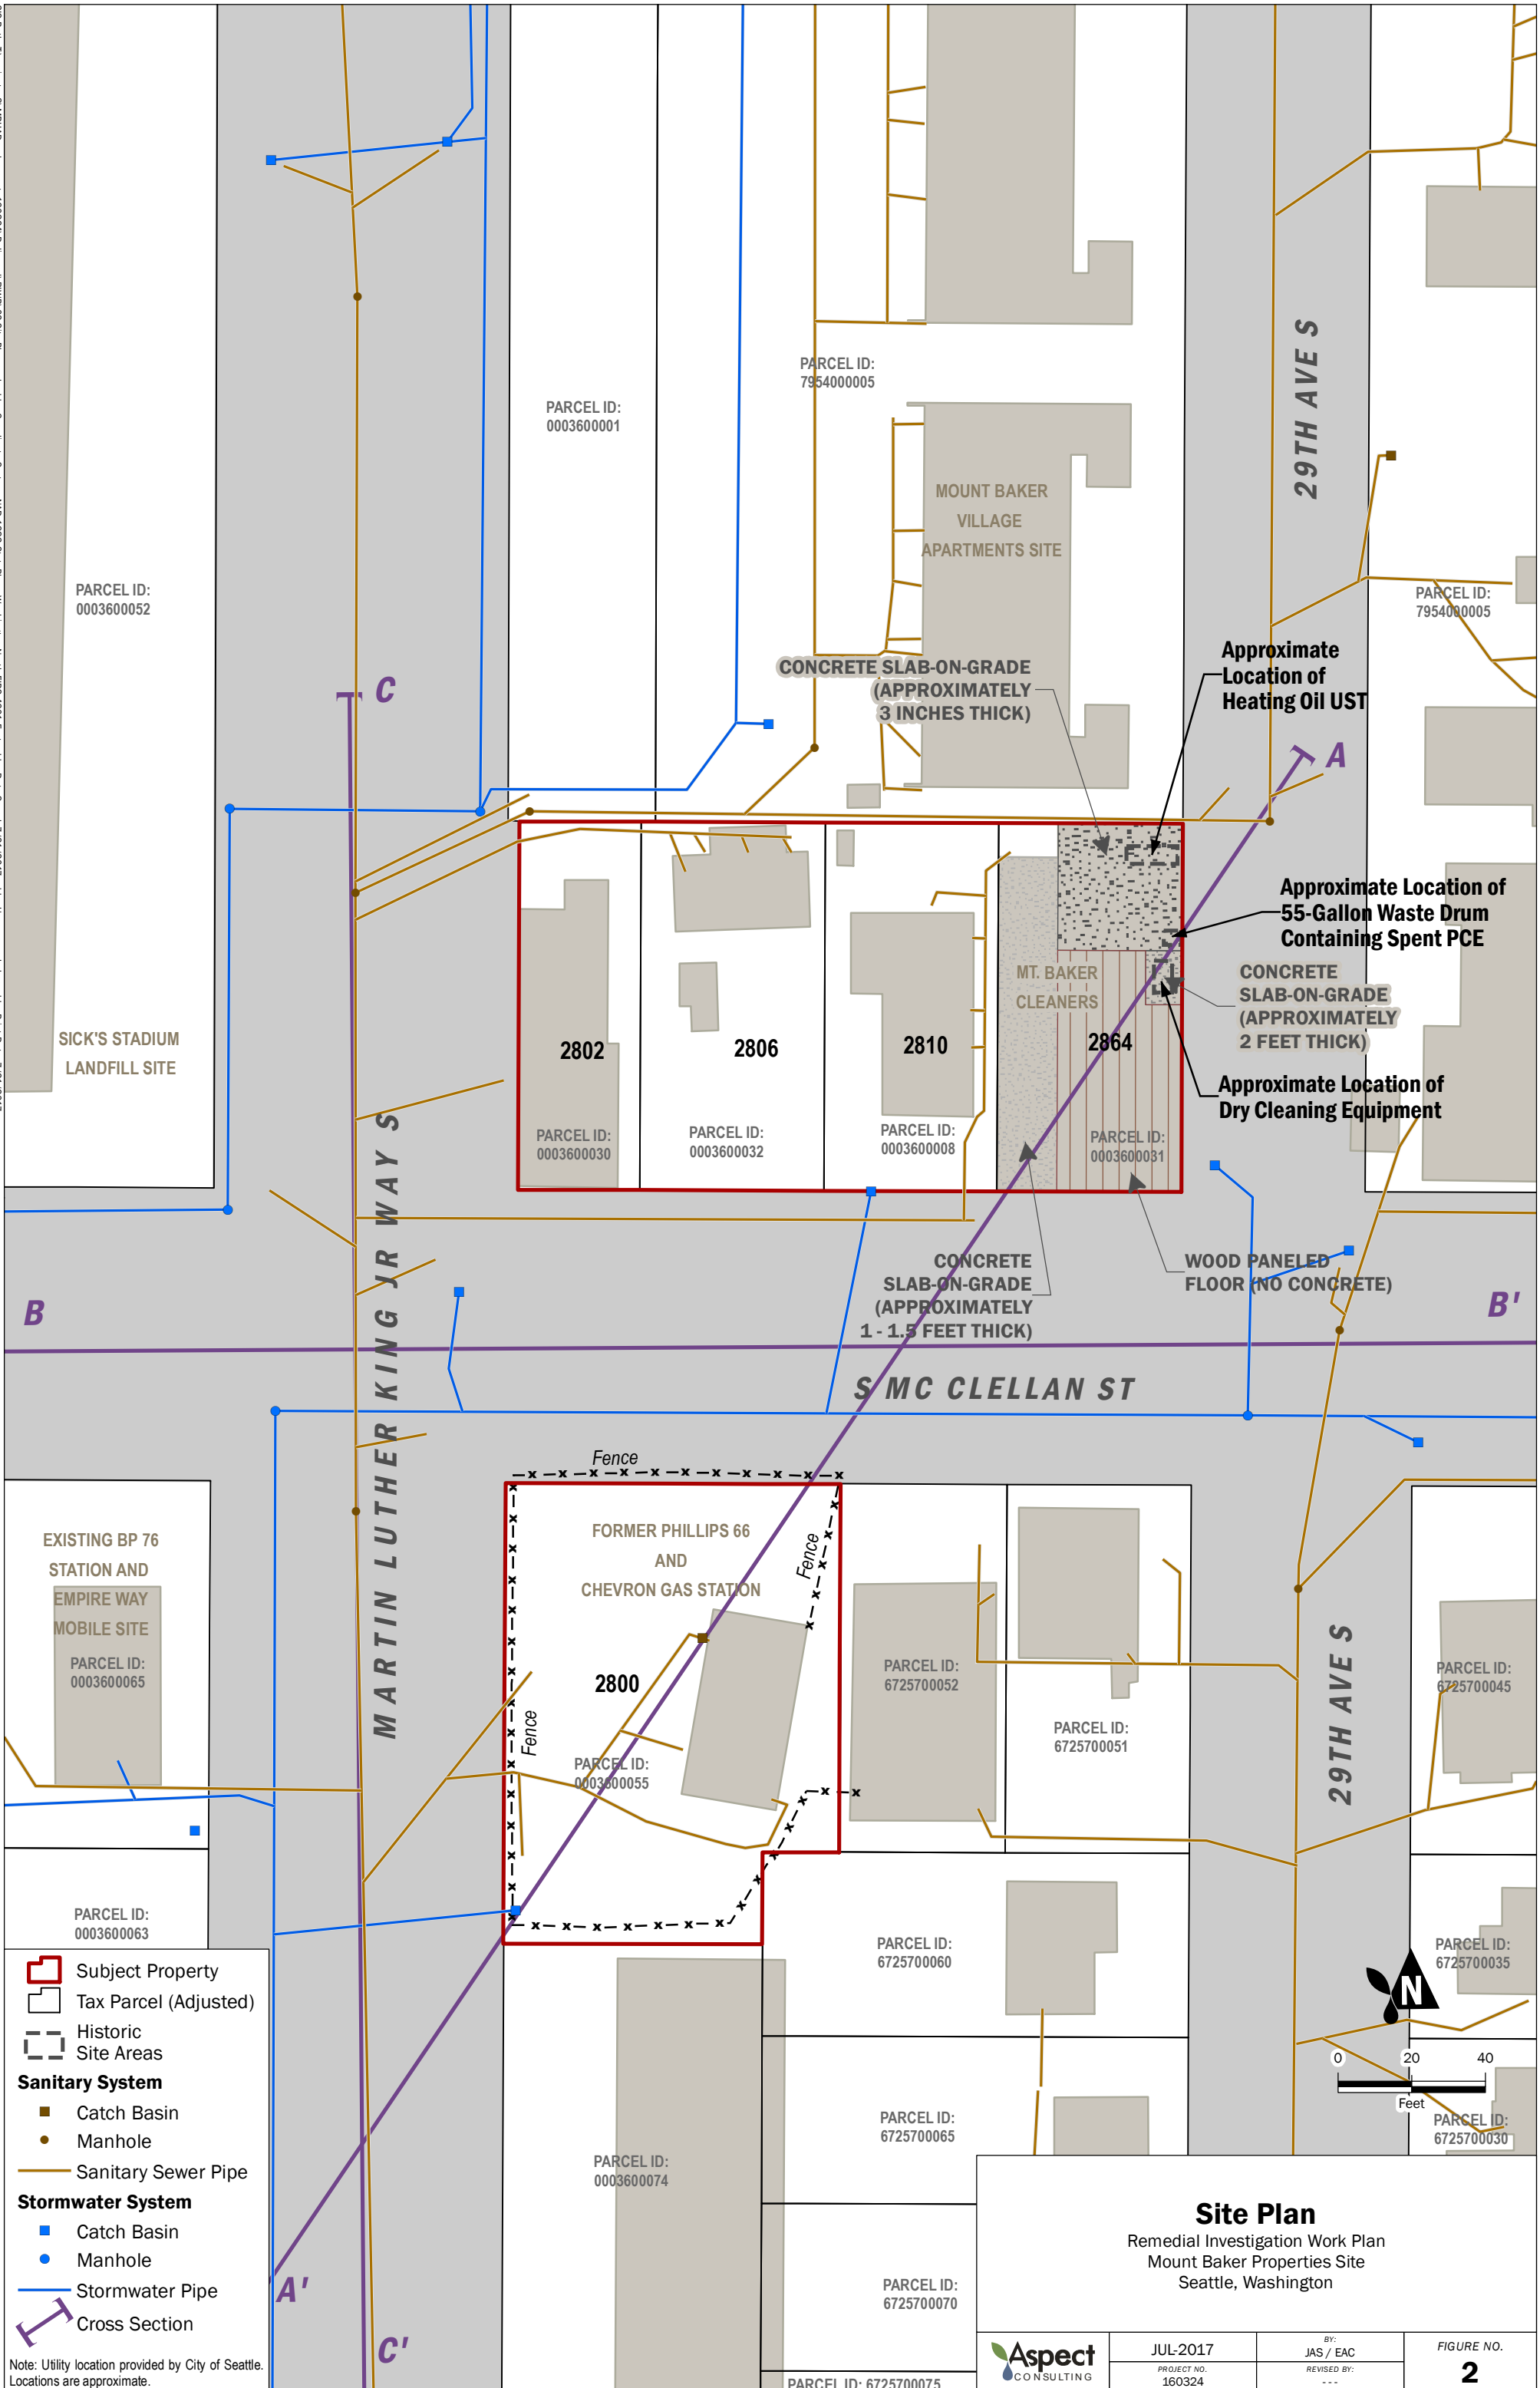 PARCEL ID:
7954000005
PARCEL ID:
0003600001
29TH AVE S
MOUNT BAKER
VILLAGE
APARTMENTS SITE
PARCEL ID:
0003600052
PARCEL ID:
7954000005
CONCRETE SLAB-ON-GRADE
(APPROXIMATELY
3 INCHES THICK)
Approximate
Location of
Heating Oil UST
C
A
Approximate Location of
55-Gallon Waste Drum
Containing Spent PCE
MT. BAKER
CLEANERS
CONCRETE
SLAB-ON-GRADE
(APPROXIMATELY
2 FEET THICK)
SICK'S STADIUM
LANDFILL SITE
2802
2806
2810
2864
Approximate Location of
Dry Cleaning Equipment
PARCEL ID:
0003600030
PARCEL ID:
0003600032
PARCEL ID:
0003600008
PARCEL ID:
0003600031
MARTIN LUTHER KING JR WAY S
CONCRETE
SLAB-ON-GRADE
(APPROXIMATELY
1 - 1.5 FEET THICK)
WOOD PANELED
FLOOR (NO CONCRETE)
B
B'
S MC CLELLAN ST
Fence
EXISTING BP 76
STATION AND
EMPIRE WAY
MOBILE SITE
PARCEL ID:
0003600065
FORMER PHILLIPS 66
AND
CHEVRON GAS STATION
Fence
2800
Fence
PARCEL ID:
0003600055
PARCEL ID:
6725700052
PARCEL ID:
6725700051
29TH AVE S
PARCEL ID:
6725700045
PARCEL ID:
0003600063
PARCEL ID:
6725700060
PARCEL ID:
6725700035
PARCEL ID:
6725700065
PARCEL ID:
6725700030
PARCEL ID:
0003600074
PARCEL ID:
6725700070
PARCEL ID: 6725700075
A'
C'
N
0 20 40
Feet
Subject Property
Tax Parcel (Adjusted)
Historic
Site Areas
Sanitary System
Catch Basin
Manhole
Sanitary Sewer Pipe
Stormwater System
Catch Basin
Manhole
Stormwater Pipe
Cross Section
Note: Utility location provided by City of Seattle.
Locations are approximate.
Site Plan
Remedial Investigation Work Plan
Mount Baker Properties Site
Seattle, Washington
Aspect
CONSULTING
JUL-2017
PROJECT NO.
160324
BY:
JAS / EAC
REVISED BY:
- - -
FIGURE NO.
2